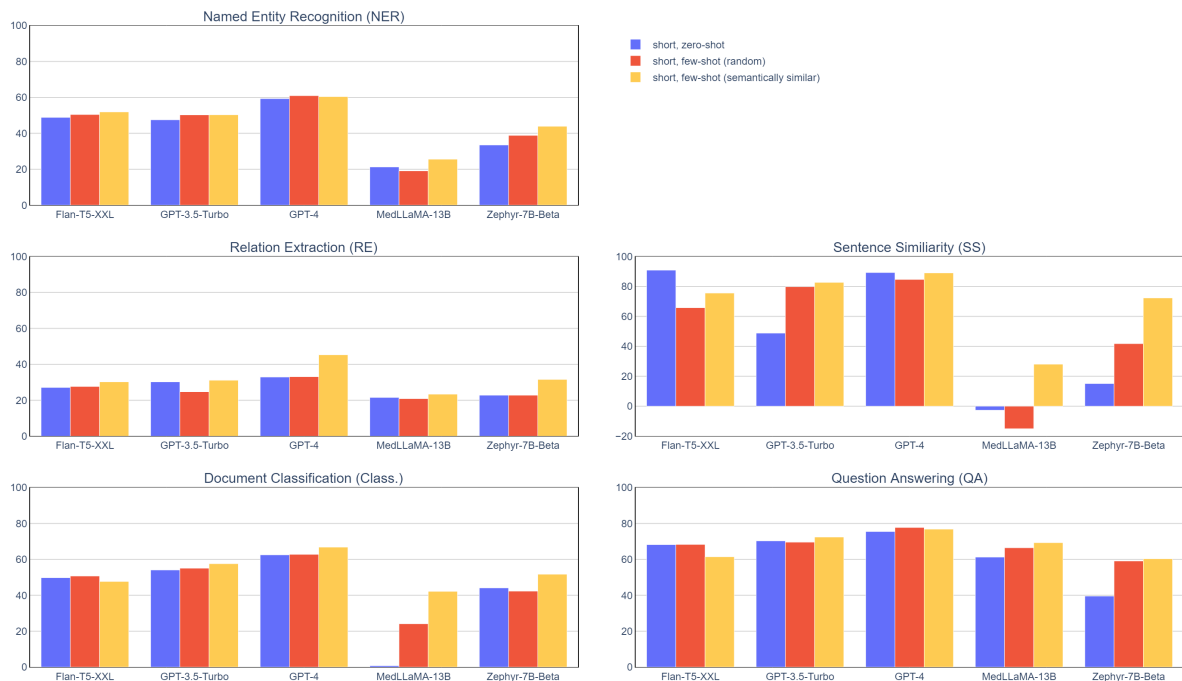 Named Entity Recognition (NER)
100
80
60
40
20
0
Flan-T5-XXL GPT-3.5-Turbo GPT-4 MedLLaMA-13B Zephyr-7B-Beta
short, zero-shot
short, few-shot (random)
short, few-shot (semantically similar)
Relation Extraction (RE)
100
80
60
40
20
0
Flan-T5-XXL GPT-3.5-Turbo GPT-4 MedLLaMA-13B Zephyr-7B-Beta
Sentence Similiarity (SS)
100
80
60
40
20
0
−20
Flan-T5-XXL GPT-3.5-Turbo GPT-4 MedLLaMA-13B Zephyr-7B-Beta
Document Classification (Class.)
100
80
60
40
20
0
Flan-T5-XXL GPT-3.5-Turbo GPT-4 MedLLaMA-13B Zephyr-7B-Beta
Question Answering (QA)
100
80
60
40
20
0
Flan-T5-XXL GPT-3.5-Turbo GPT-4 MedLLaMA-13B Zephyr-7B-Beta